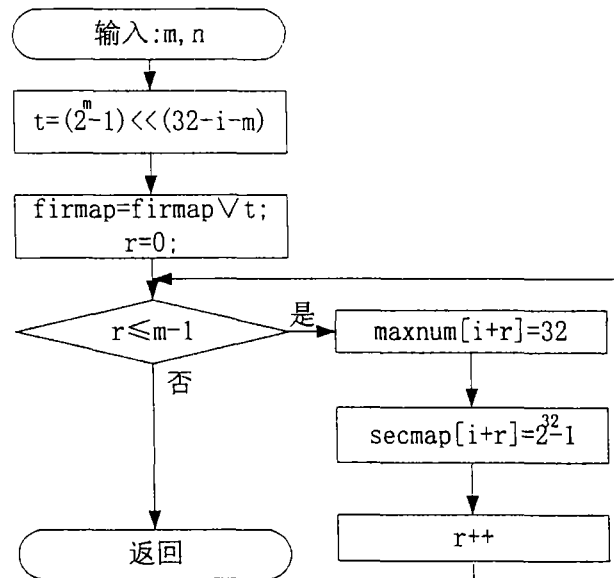 输入:m,n
t=(2^m-1)<<(32-i-m)
firmap=firmap∨t;
r=0;
r≤m-1
是
maxnum[i+r]=32
否
secmap[i+r]=2^32-1
r++
返回